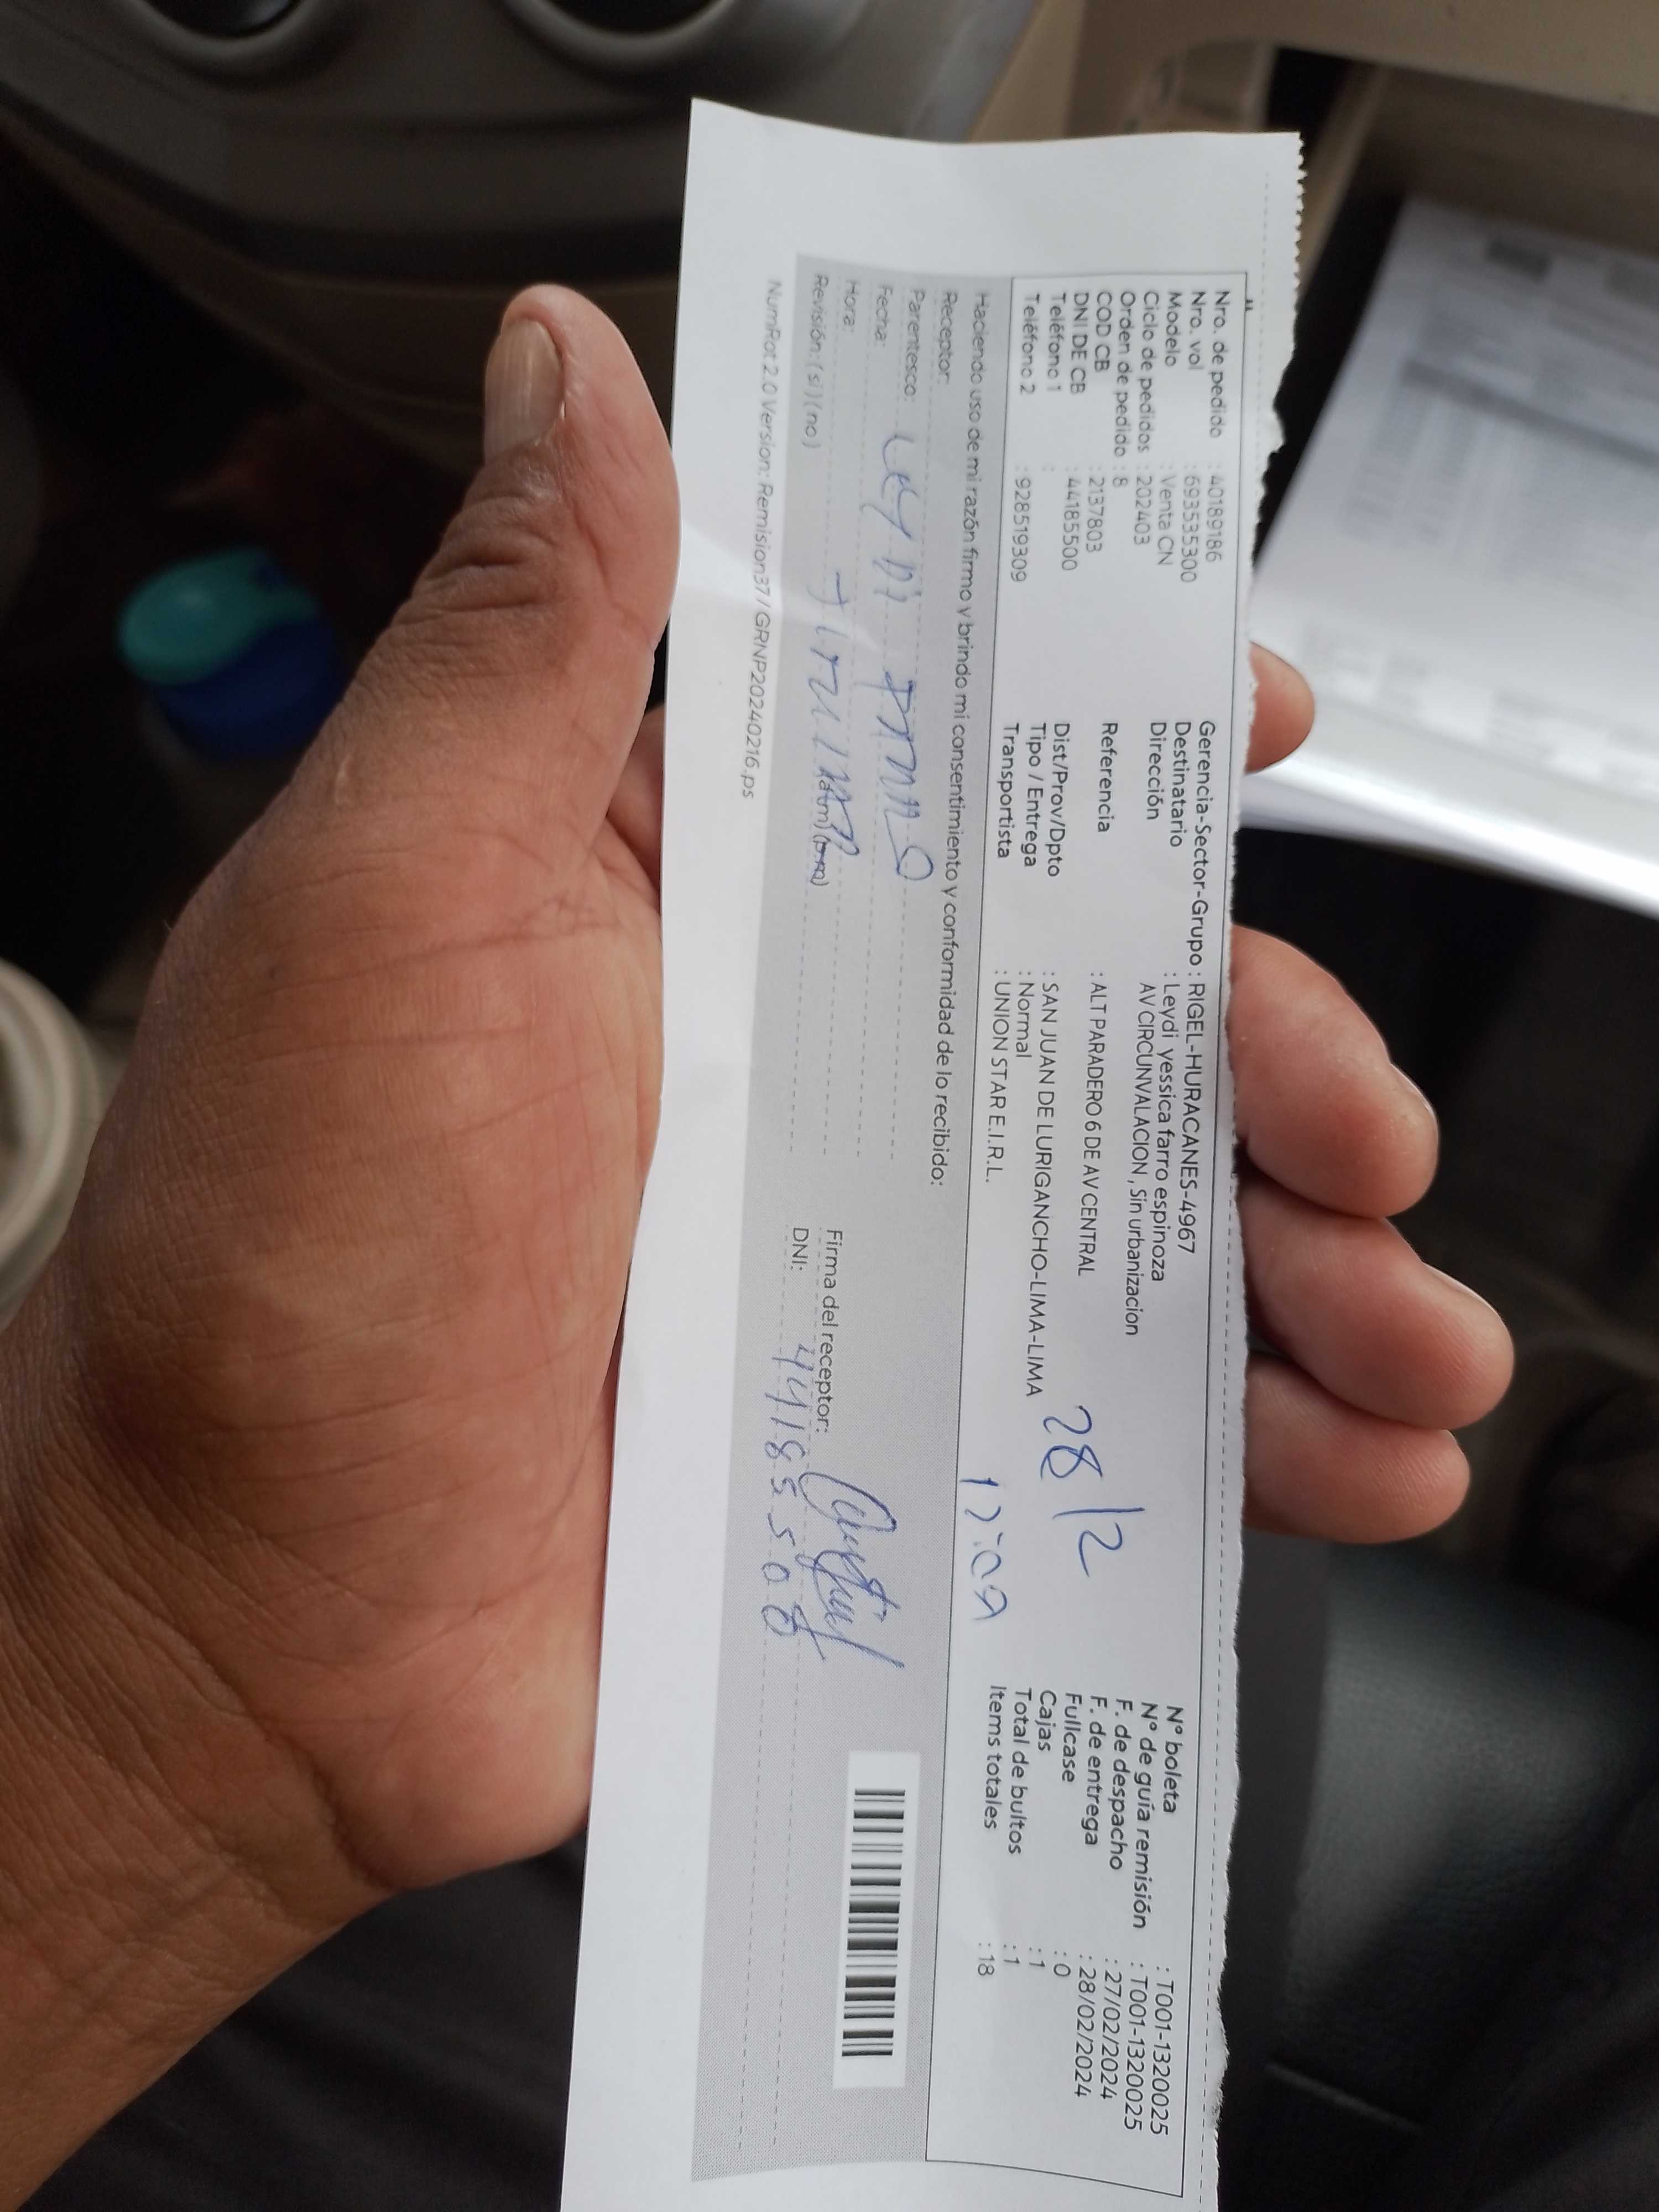 Nro. de pedido : 40189186
Nro. vol : 693535300
Modelo : Venta CN
Ciclo de pedidos : 202403
Orden de pedido : 8
COD CB : 2137803
DNI DE CB : 44185500
Teléfono 1 :
Teléfono 2 : 928519309
Gerencia-Sector-Grupo : RIGEL-HURACANES-4967
Destinatario : Leydi yessica farro espinoza
Dirección AV CIRCUNVALACION , Sin urbanizacion
Referencia : ALT PARADERO 6 DE AV CENTRAL
Dist/Prov/Dpto : SAN JUAN DE LURIGANCHO-LIMA-LIMA
Tipo / Entrega : Normal
Transportista : UNION STAR E.I.R.L.
28/2
17:09
N° boleta : T001-1320025
N° de guía remisión : T001-1320025
F. de despacho : 27/02/2024
F. de entrega : 28/02/2024
Fullcase : 0
Cajas : 1
Total de bultos : 1
Items totales : 18
Haciendo uso de mi razón firmo y brindo mi consentimiento y conformidad de lo recibido:
Receptor:
Parentesco:
Fecha:
Hora: (am) (pm)
Revisión: (si) (no)
Firma del receptor:
DNI: 44185500
NumRot 2.0 Version: Remision37 / GRNP20240216.ps